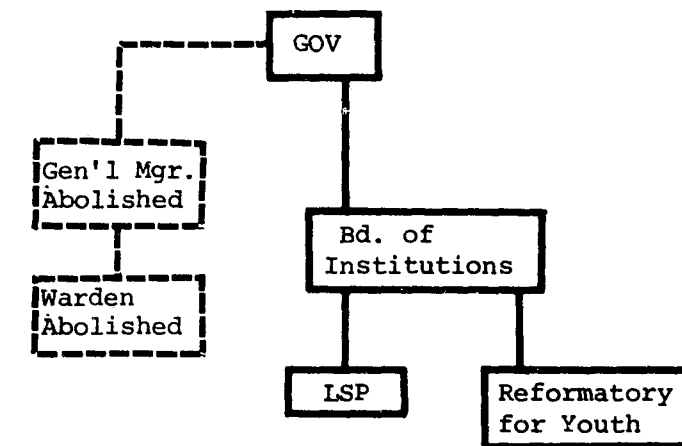 GOV
Gen'l Mgr.
Abolished
Bd. of
Institutions
Warden
Abolished
LSP
Reformatory
for Youth